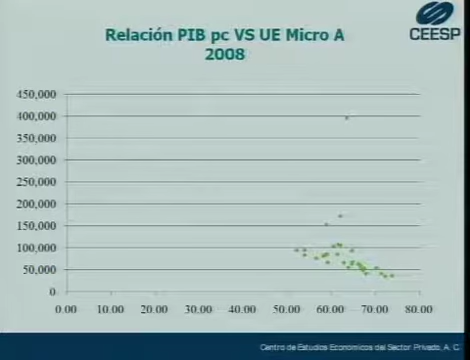 Relación PIB pc VS UE Micro A
2008
CEESP
450,000
400,000
350,000
300,000
250,000
200,000
150,000
100,000
50,000
0.
0.00 10.00 20.00 30.00 40.00 50.00 60.00 70.00 80.00
Centro de Estudios Económicos del Sector Privado, A. C.